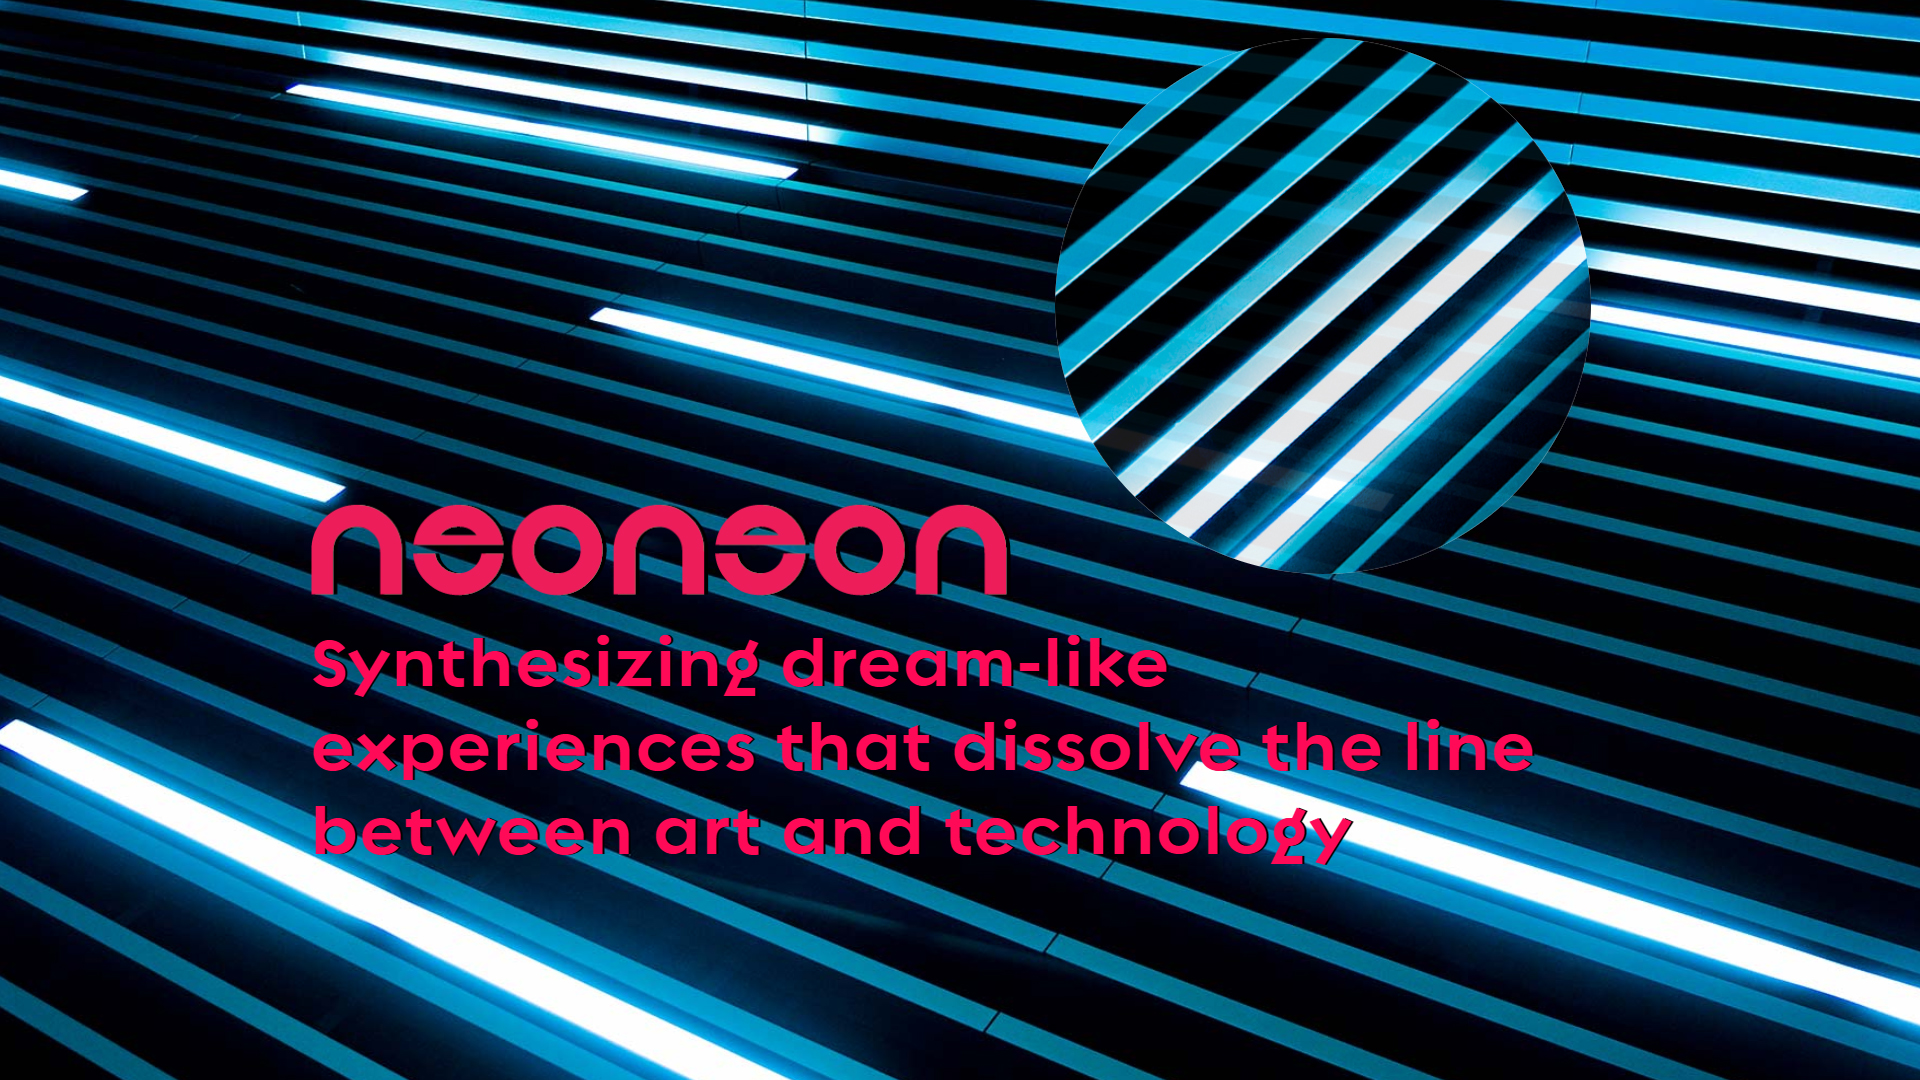 neoneon
Synthesizing dream-like
experiences that dissolve the line
between art and technology